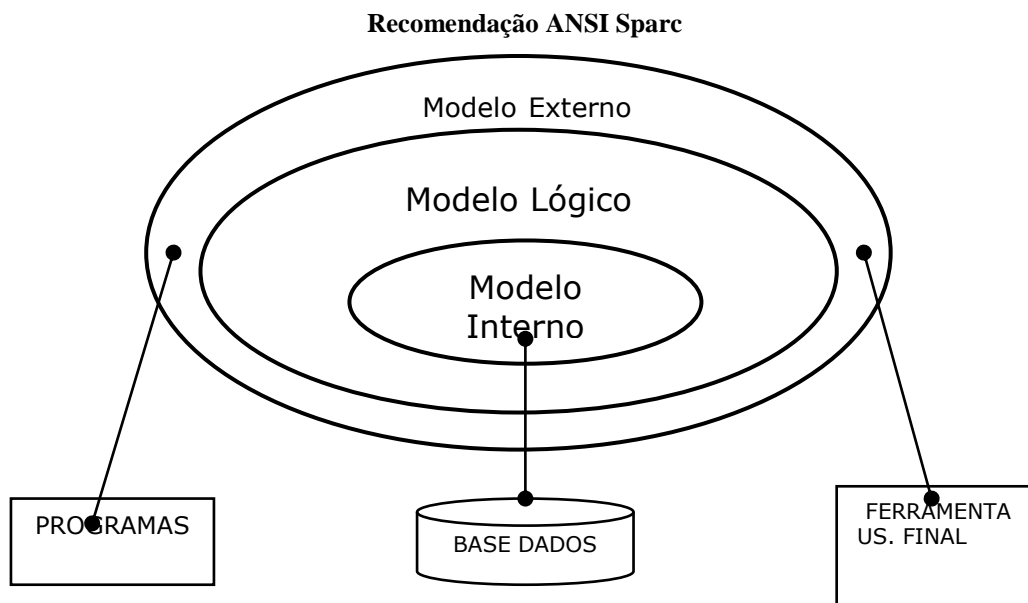 Recomendação ANSI Sparc
Modelo Externo
Modelo Lógico
Modelo
Interno
PROGRAMAS
BASE DADOS
FERRAMENTA
US. FINAL